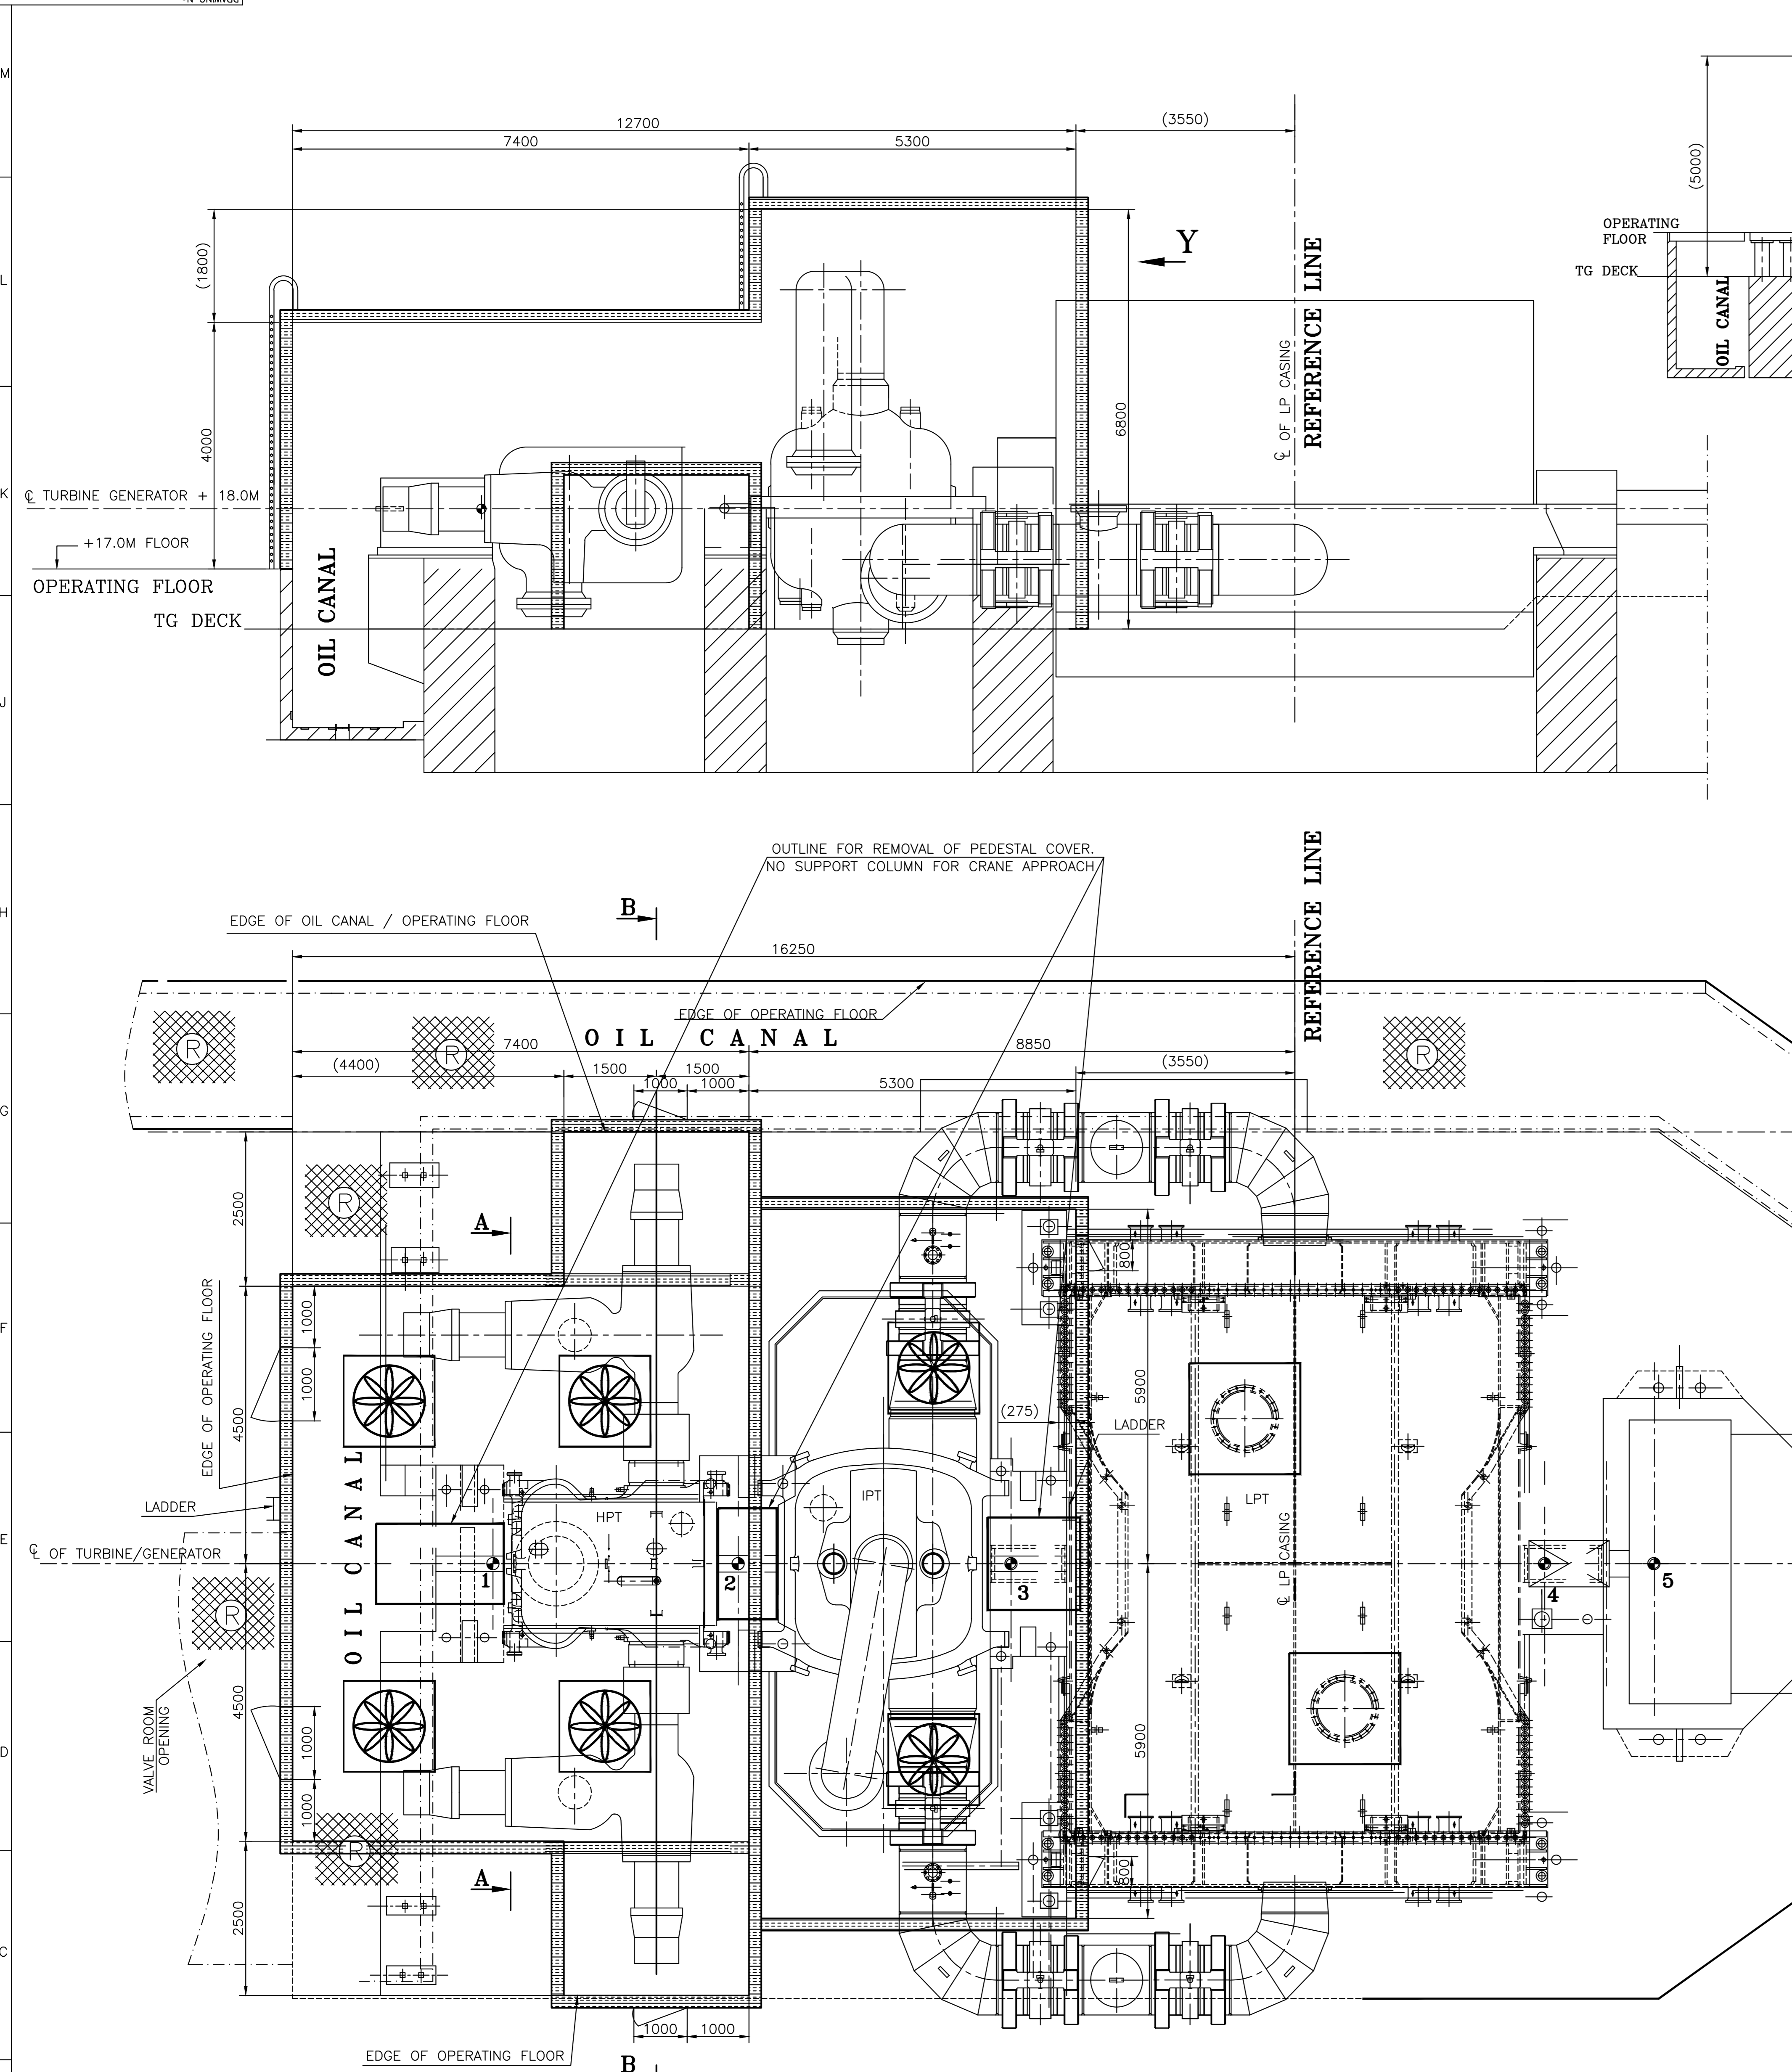 DRAWING N-
M
L
K
J
H
G
F
E
D
C
12700
7400
5300
(3550)
(5000)
(1800)
4000
6800
Y
℄ OF LP CASING
REFERENCE LINE
OPERATING
FLOOR
TG DECK
OIL CANAL
℄ TURBINE GENERATOR + 18.0M
+17.0M FLOOR
OPERATING FLOOR
TG DECK
OIL CANAL
OUTLINE FOR REMOVAL OF PEDESTAL COVER.
NO SUPPORT COLUMN FOR CRANE APPROACH
REFERENCE LINE
B
EDGE OF OIL CANAL / OPERATING FLOOR
16250
EDGE OF OPERATING FLOOR
OIL CANAL
R
R
R
7400
8850
(4400)
1500
1500
1000
1000
5300
(3550)
2500
R
A
800
EDGE OF OPERATING FLOOR
1000
1000
4500
5900
(275)
LADDER
OIL CANAL
LADDER
HPT
IPT
LPT
℄ LP CASING
℄ OF TURBINE/GENERATOR
1
2
3
4
5
R
VALVE ROOM
OPENING
4500
1000
1000
5900
R
A
800
2500
1000
1000
EDGE OF OPERATING FLOOR
B